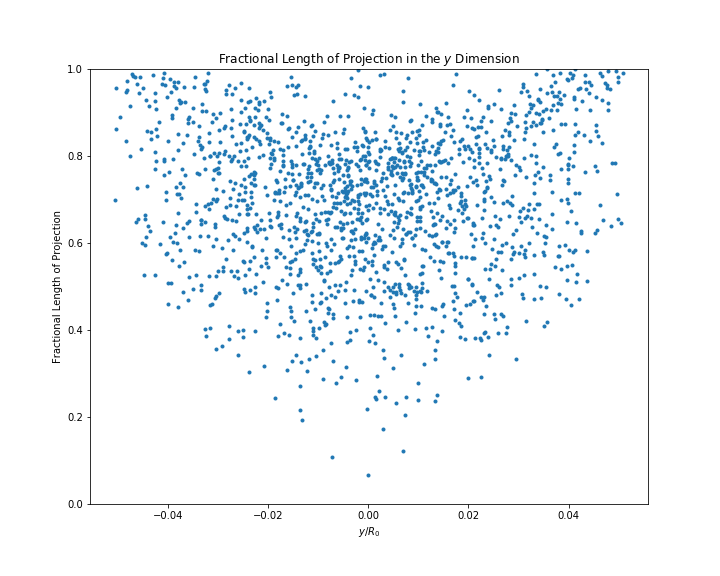 Fractional Length of Projection in the y Dimension
1.0
0.8
0.6
0.4
0.2
0.0
Fractional Length of Projection
−0.04 −0.02 0.00 0.02 0.04
y/R₀